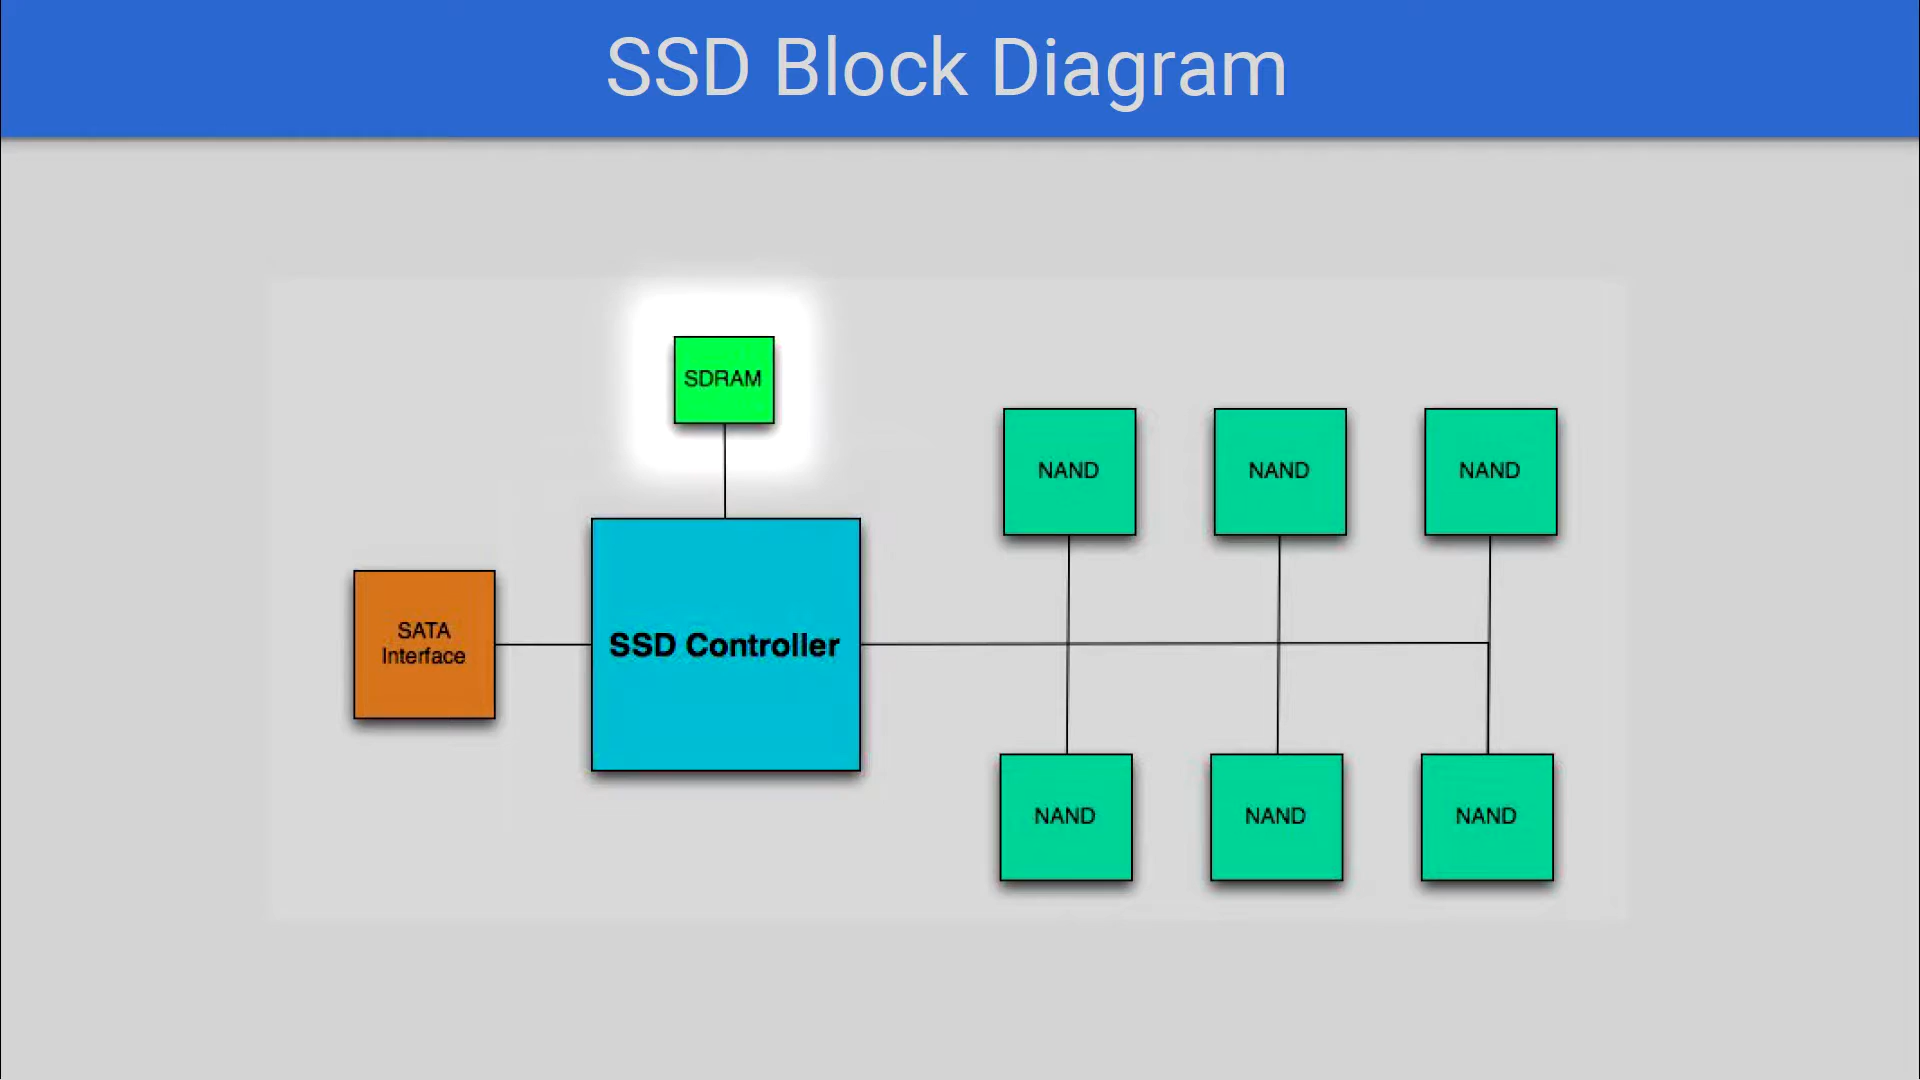 SSD Block Diagram
SDRAM
NAND
NAND
NAND
SATA
Interface
SSD Controller
NAND
NAND
NAND